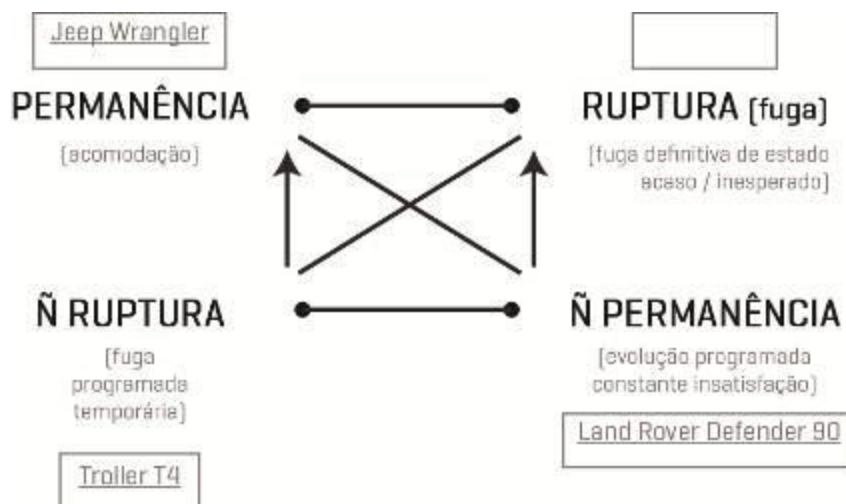 Jeep Wrangler
PERMANÊNCIA
(acomodação)
RUPTURA (fuga)
(fuga definitiva de estado
acaso / inesperado)
Ñ RUPTURA
(fuga
programada
temporária)
Troller T4
Ñ PERMANÊNCIA
(evolução programada
constante insatisfação)
Land Rover Defender 90